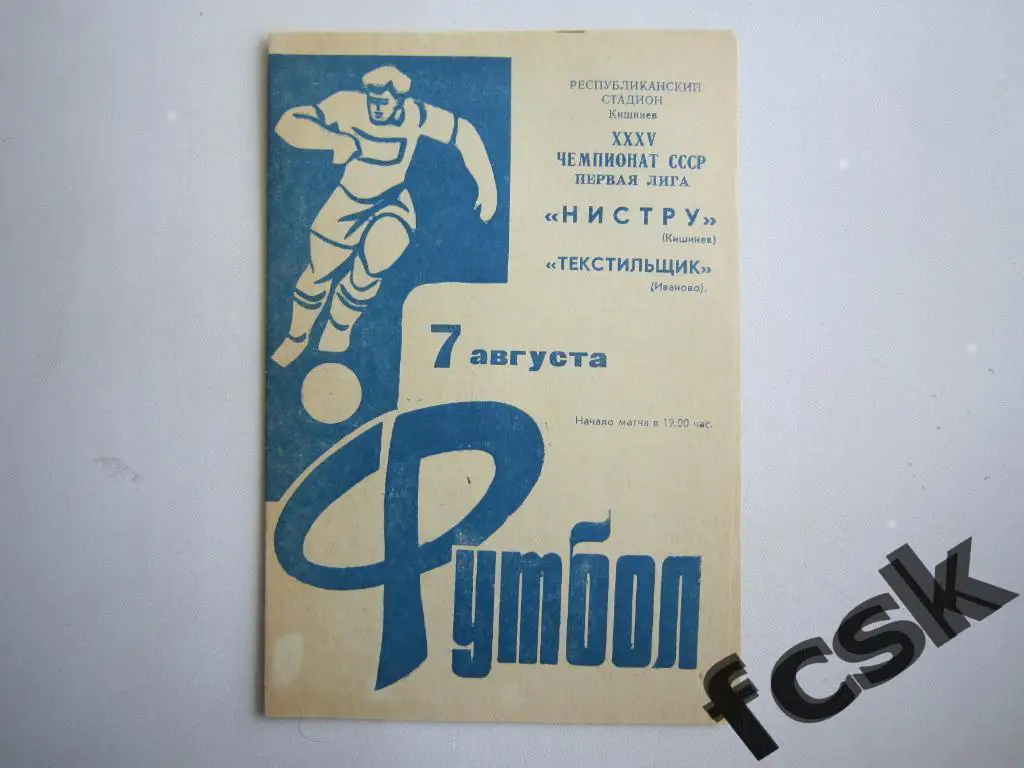 РЕСПУБЛИКАНСКИЙ
СТАДИОН
Кишинев
XXXV
ЧЕМПИОНАТ СССР
ПЕРВАЯ ЛИГА
«НИСТРУ»
(Кишинев)
«ТЕКСТИЛЬЩИК»
(Иваново).
7 августа
Начало матча в 19.00 час.
Футбол
fcsk